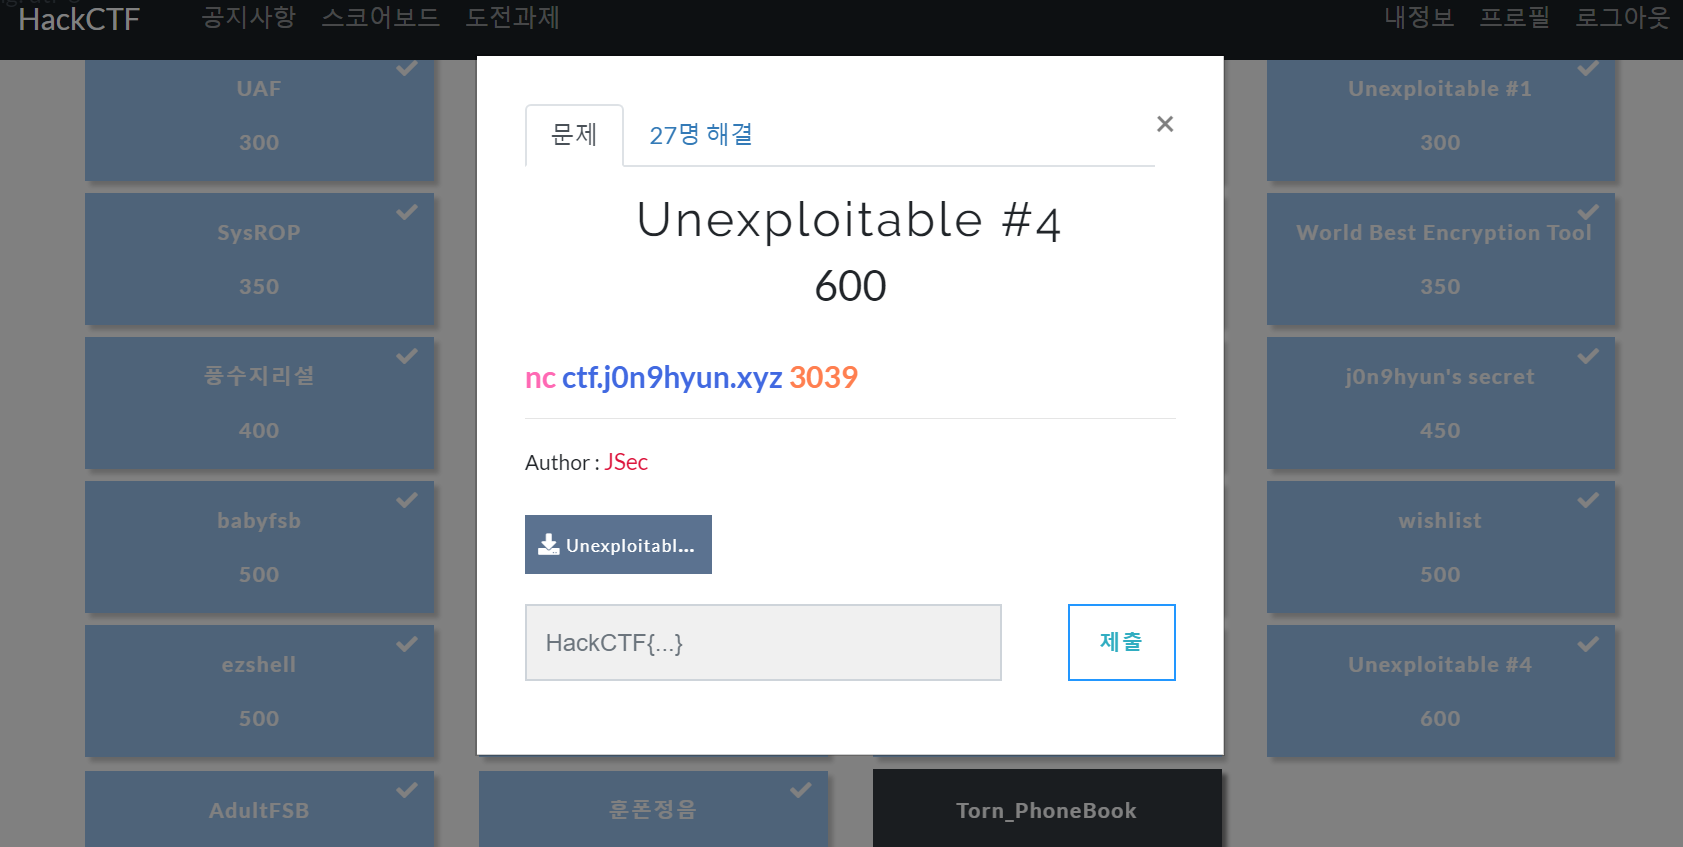 HackCTF 공지사항 스코어보드 도전과제 내정보 프로필 로그아웃
문제 27명 해결 ×
Unexploitable #4
600
nc ctf.j0n9hyun.xyz 3039
Author : JSec
Unexploitabl...
HackCTF{...} 제출
UAF
300
Unexploitable #1
300
SysROP
350
World Best Encryption Tool
350
풍수지리설
400
j0n9hyun's secret
450
babyfsb
500
wishlist
500
ezshell
500
Unexploitable #4
600
AdultFSB
훈폰정음
Torn_PhoneBook